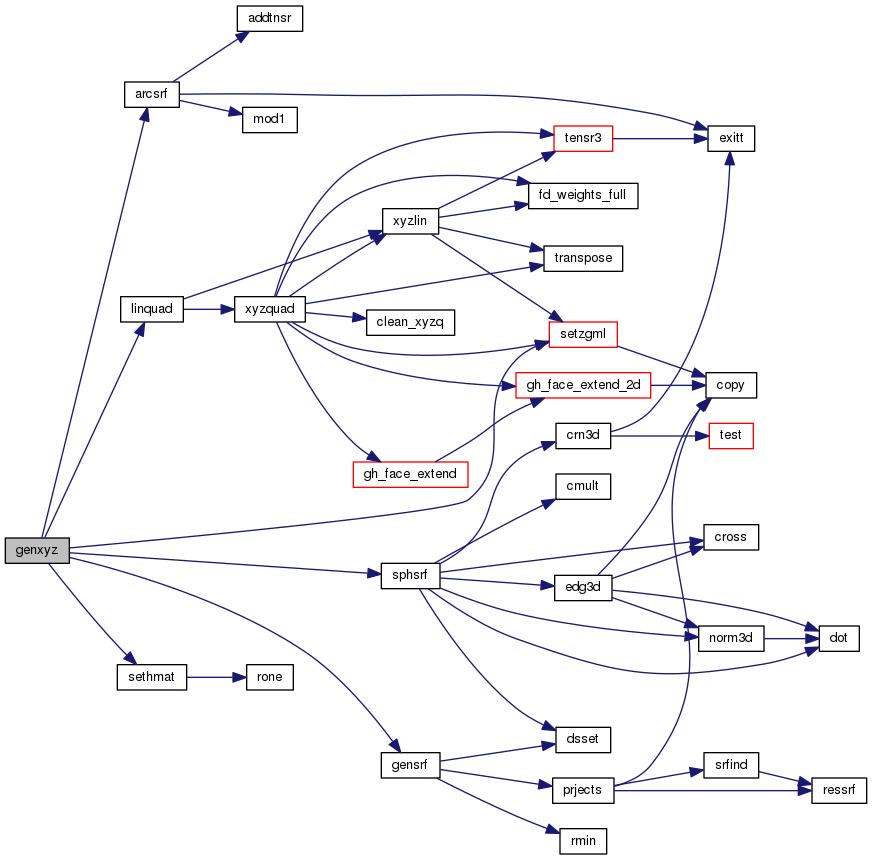 addtnsr
arcsrf
mod1
exitt
tensr3
fd_weights_full
xyzlin
transpose
linquad
xyzquad
clean_xyzq
setzgml
gh_face_extend_2d
copy
crn3d
test
gh_face_extend
cmult
cross
genxyz
sphsrf
edg3d
norm3d
dot
sethmat
rone
dsset
gensrf
srfind
prjects
ressrf
rmin